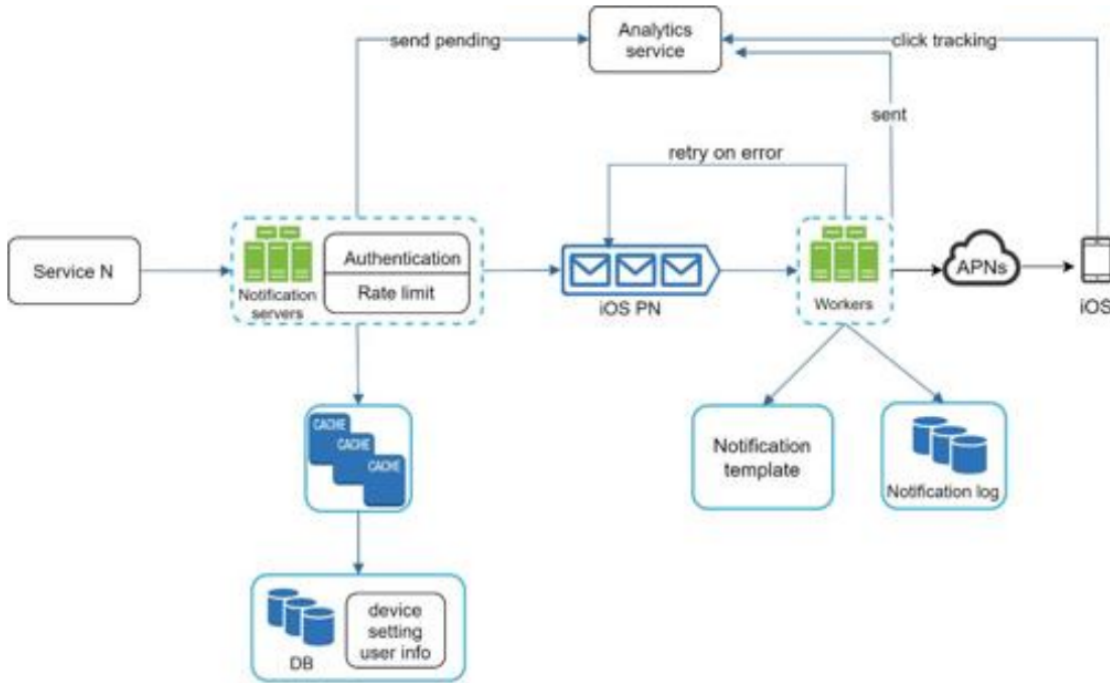 Analytics
service
send pending
click tracking
sent
retry on error
Service N
Notification
servers
Authentication
Rate limit
iOS PN
Workers
APNs
iOS
CACHE
CACHE
CACHE
Notification
template
Notification log
DB
device
setting
user info